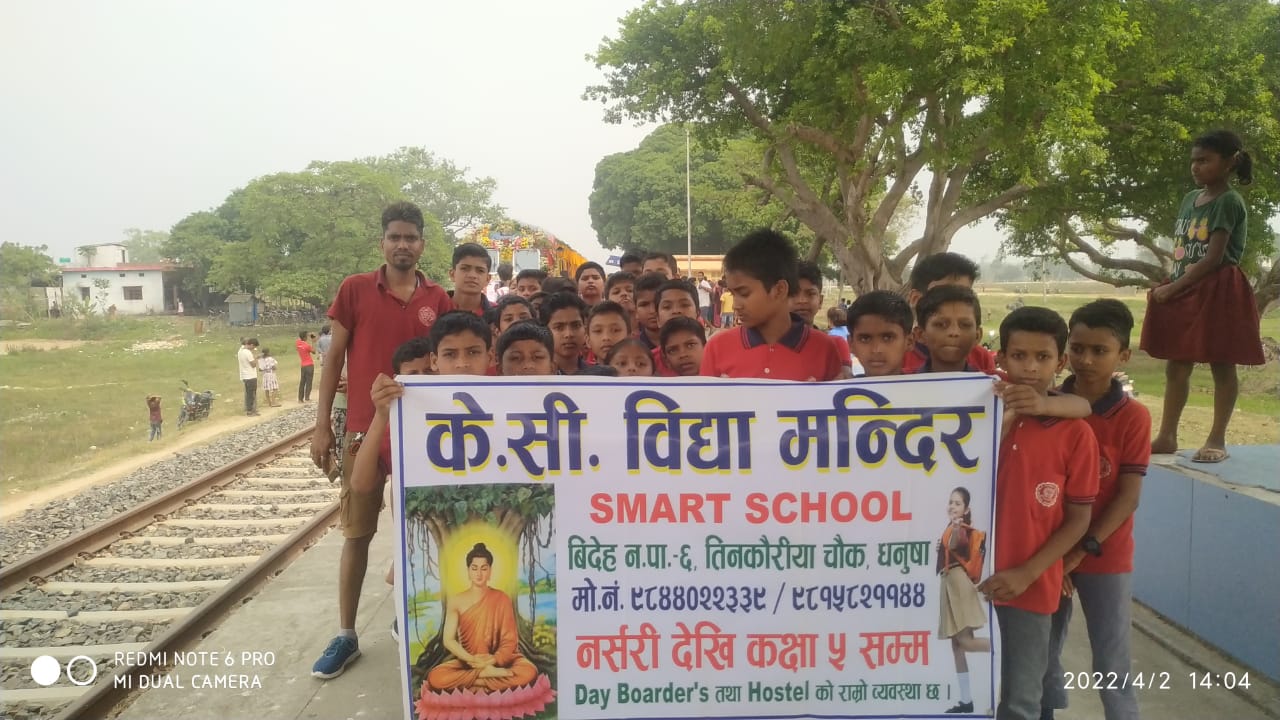 के.सी. विद्या मन्दिर
SMART SCHOOL
बिदेह न.पा.-६, तिनकौरीया चौक, धनुषा
मो.नं. ९८४४०२२३३९ / ९८१५८२११४४
नर्सरी देखि कक्षा ५ सम्म
Day Boarder's तथा Hostel को राम्रो व्यवस्था छ ।
REDMI NOTE 6 PRO
MI DUAL CAMERA
2022/4/2 14:04